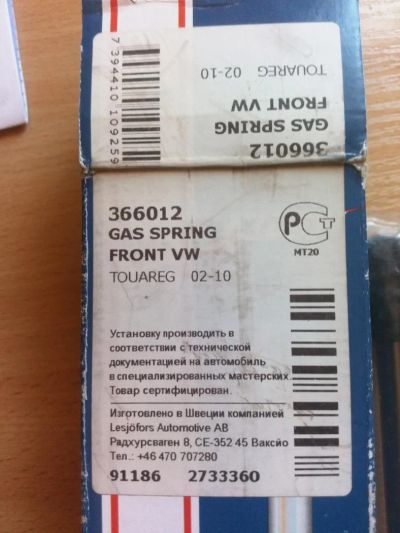 7 394410 109259
366012
GAS SPRING
FRONT VW
TOUAREG 02-10
366012
GAS SPRING
FRONT VW
TOUAREG 02-10
РСТ
МТ20
Установку производить в
соответствии с технической
документацией на автомобиль
в специализированных мастерских.
Товар сертифицирован.
Изготовлено в Швеции компанией
Lesjöfors Automotive AB
Радхурсваген 8, СЕ-352 45 Ваксйо
Тел.: +46 470 707280
91186 2733360